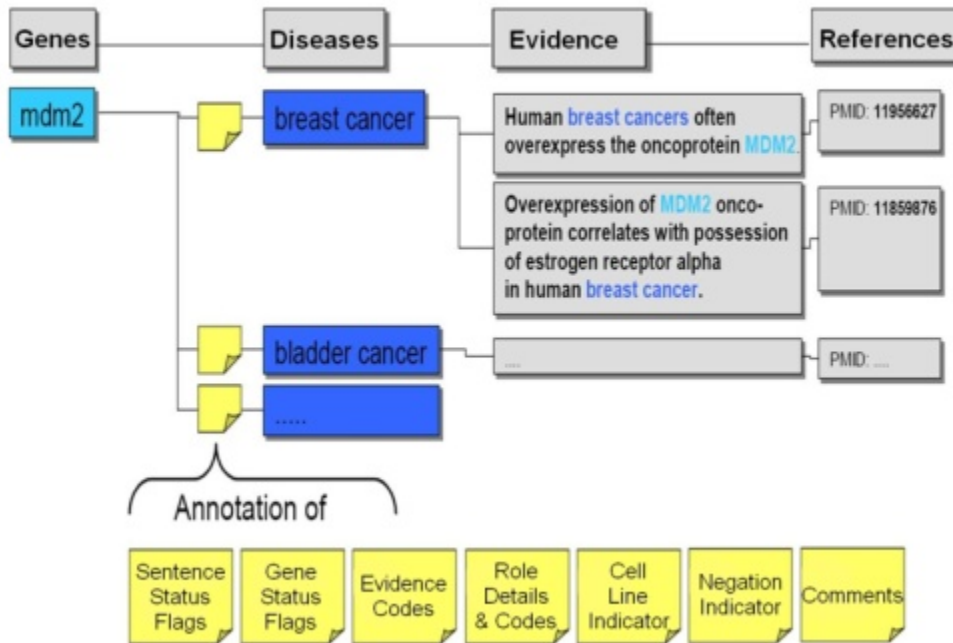 Genes
Diseases
Evidence
References
mdm2
breast cancer
Human breast cancers often
overexpress the oncoprotein MDM2.
PMID: 11956627
Overexpression of MDM2 onco-
protein correlates with possession
of estrogen receptor alpha
in human breast cancer.
PMID: 11859876
bladder cancer
....
PMID: ....
.....
Annotation of
Sentence
Status
Flags
Gene
Status
Flags
Evidence
Codes
Role
Details
& Codes
Cell
Line
Indicator
Negation
Indicator
Comments